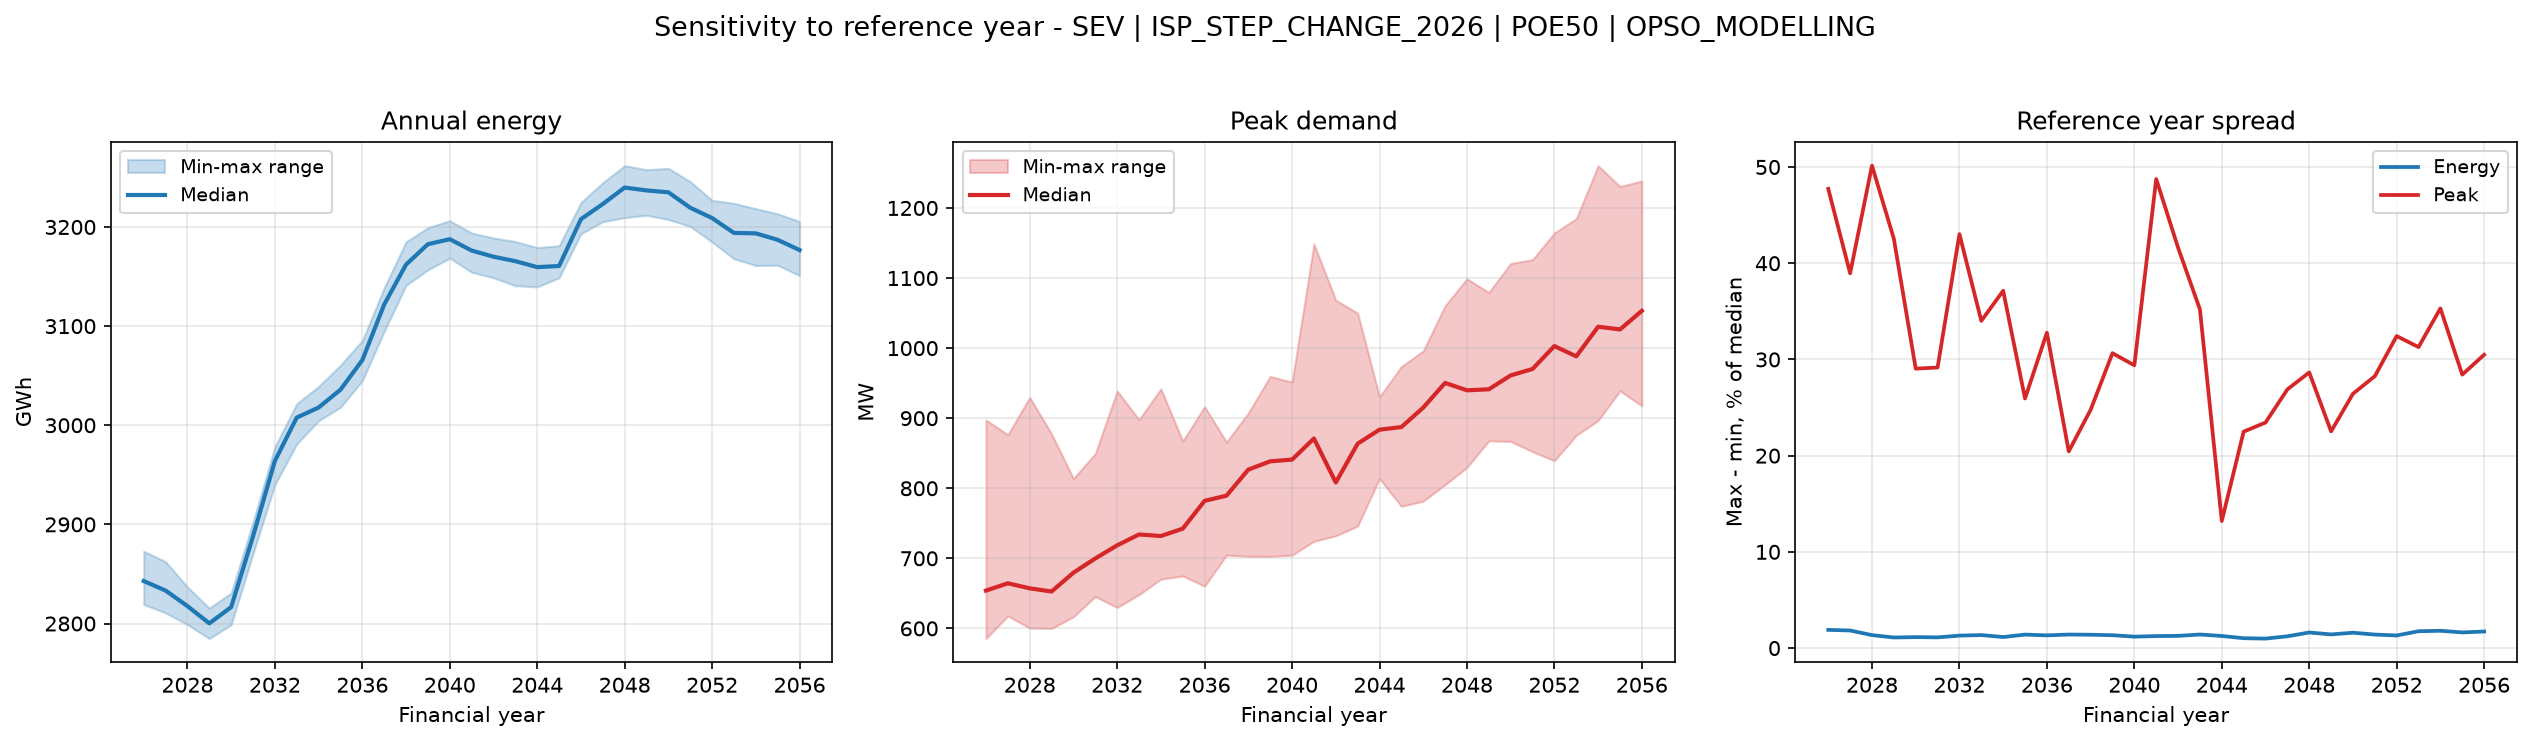 Sensitivity to reference year - SEV | ISP_STEP_CHANGE_2026 | POE50 | OPSO_MODELLING
Annual energy
Min-max range
Median
GWh
3200
3100
3000
2900
2800
2028 2032 2036 2040 2044 2048 2052 2056
Financial year
Peak demand
Min-max range
Median
MW
1200
1100
1000
900
800
700
600
2028 2032 2036 2040 2044 2048 2052 2056
Financial year
Reference year spread
Energy
Peak
Max - min, % of median
50
40
30
20
10
0
2028 2032 2036 2040 2044 2048 2052 2056
Financial year